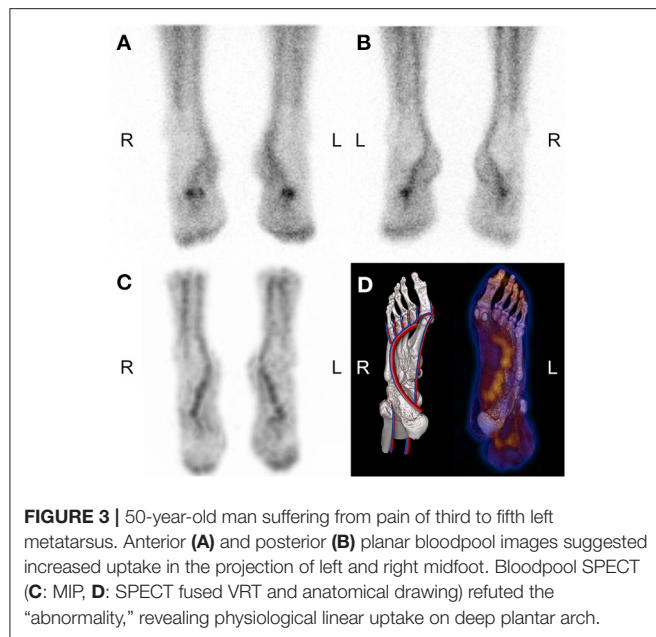 A
B
R
L
L
R
C
D
R
L
R
L
FIGURE 3 | 50-year-old man suffering from pain of third to fifth left
metatarsus. Anterior (A) and posterior (B) planar bloodpool images suggested
increased uptake in the projection of left and right midfoot. Bloodpool SPECT
(C: MIP, D: SPECT fused VRT and anatomical drawing) refuted the
“abnormality,” revealing physiological linear uptake on deep plantar arch.